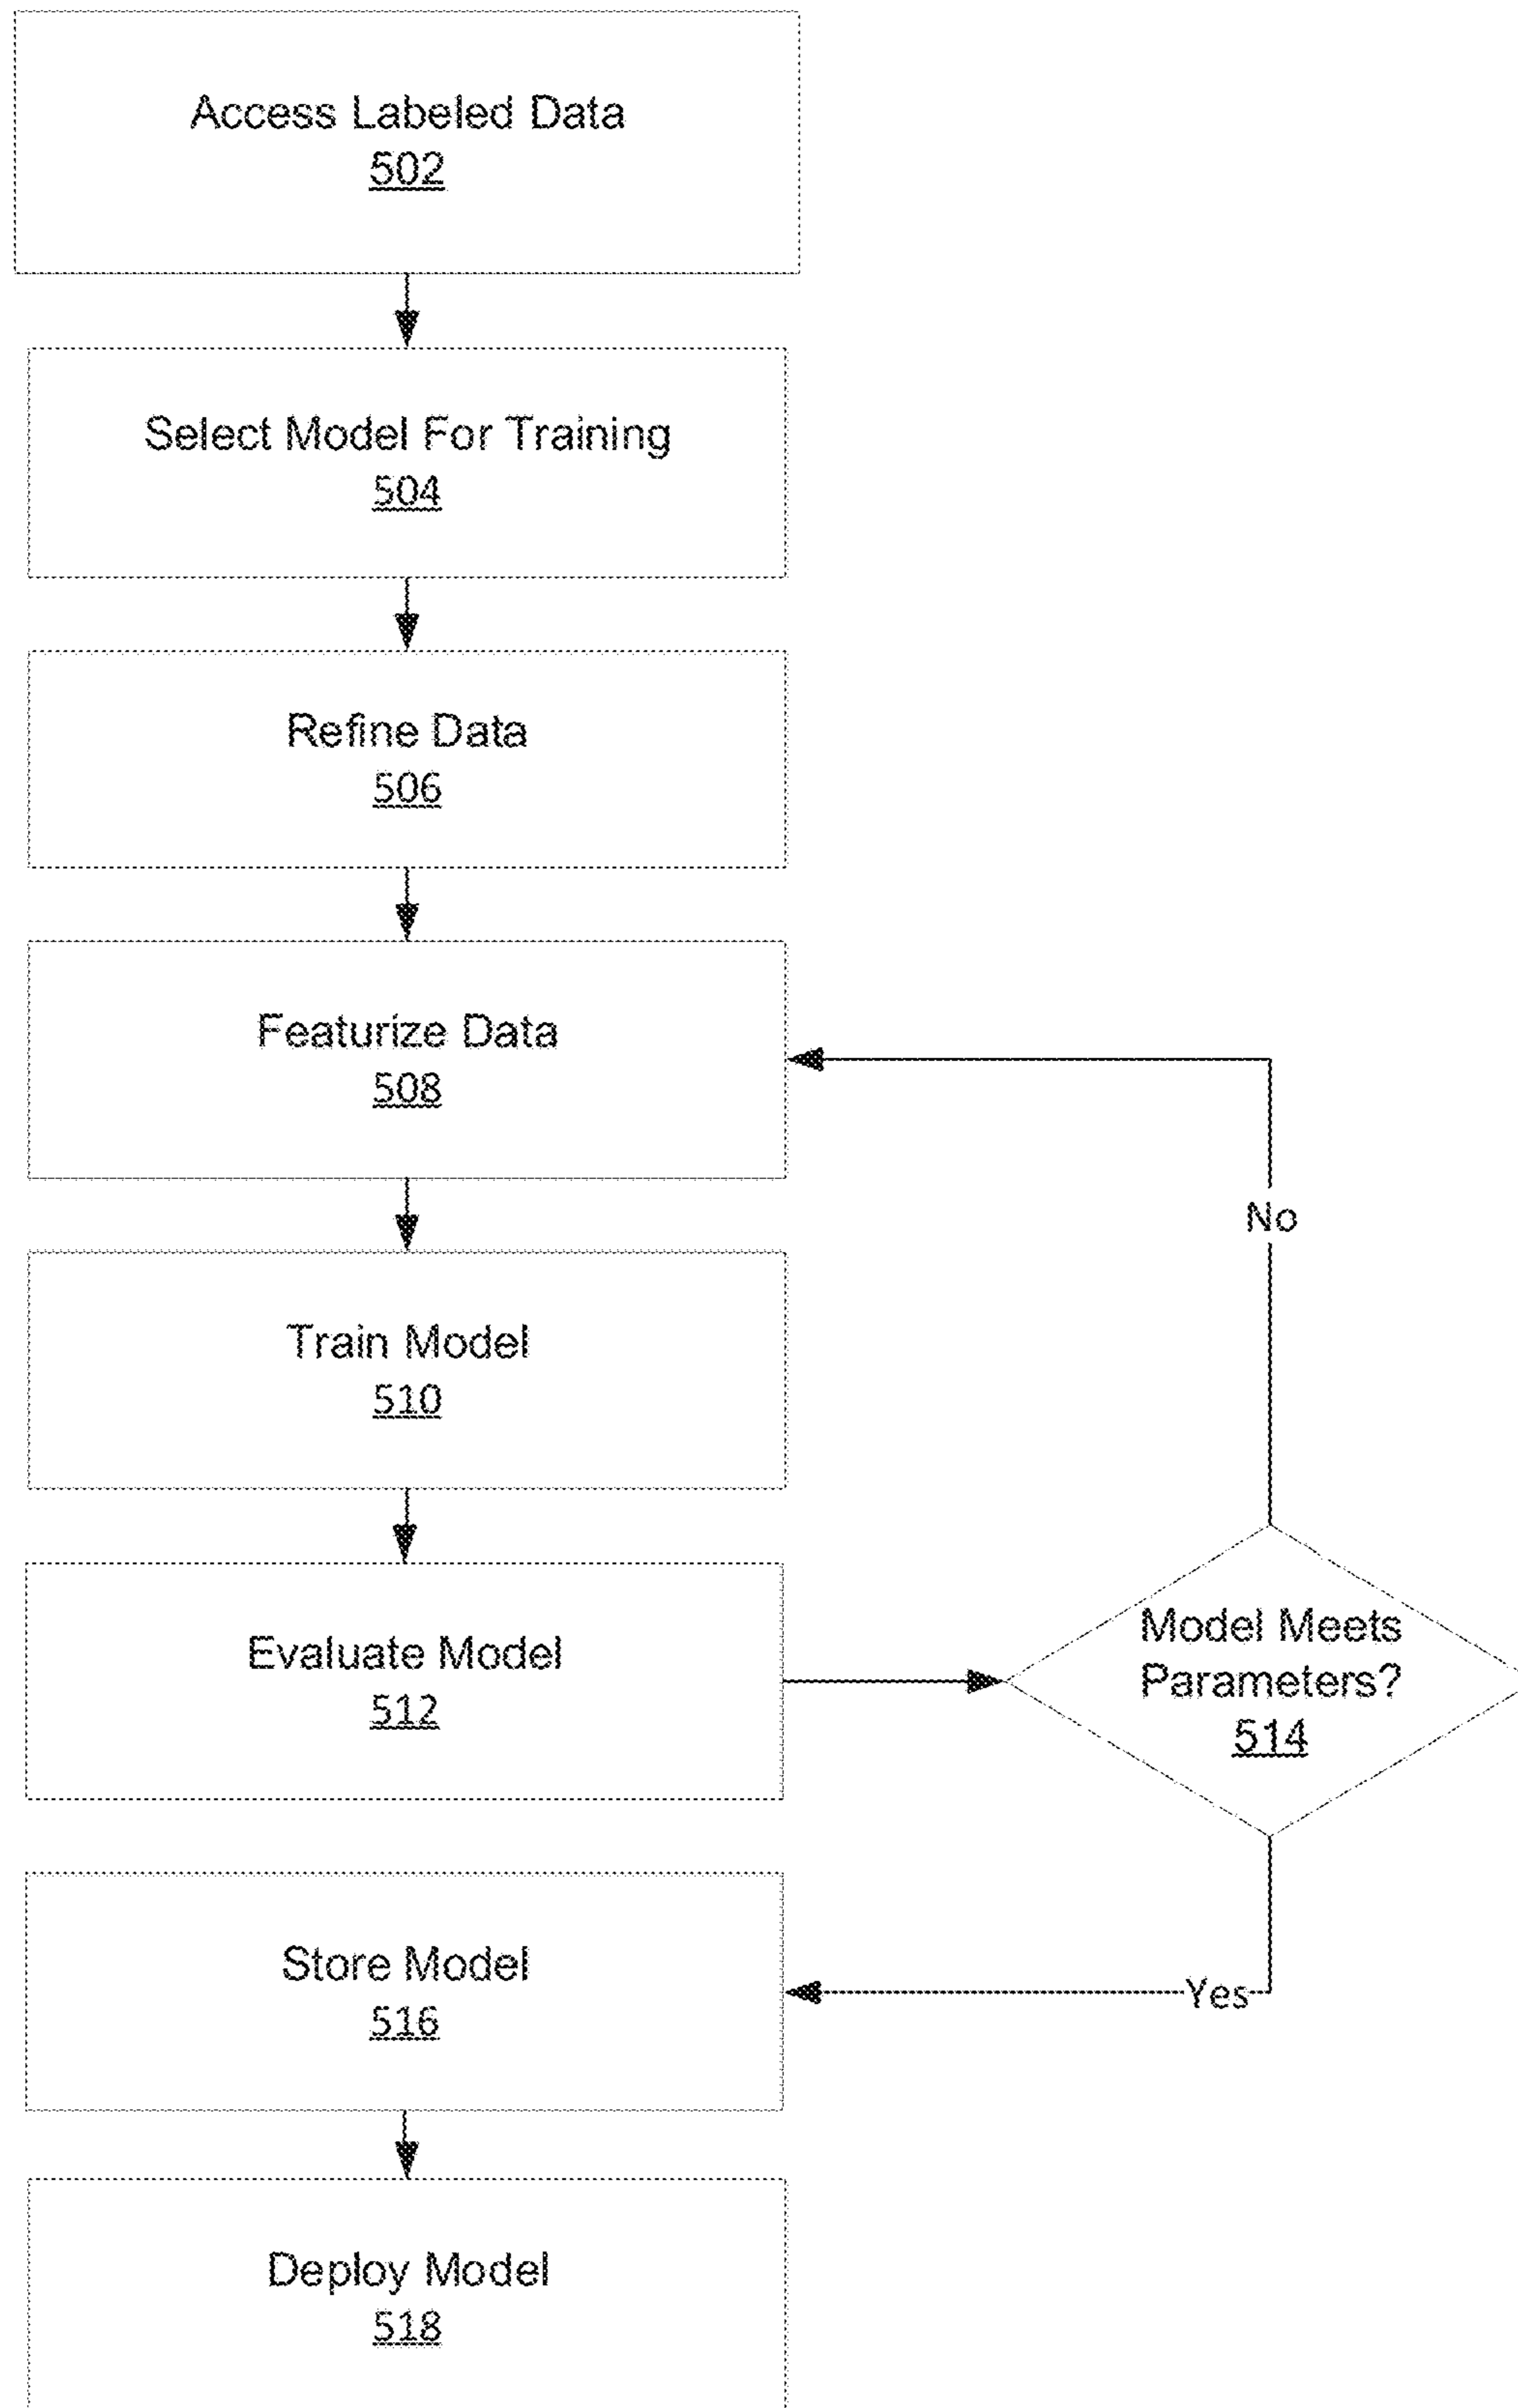 Access Labeled Data
502
Select Model For Training
504
Refine Data
506
Featurize Data
508
No
Train Model
510
Evaluate Model
512
Model Meets
Parameters?
514
Store Model
516
Yes
Deploy Model
518